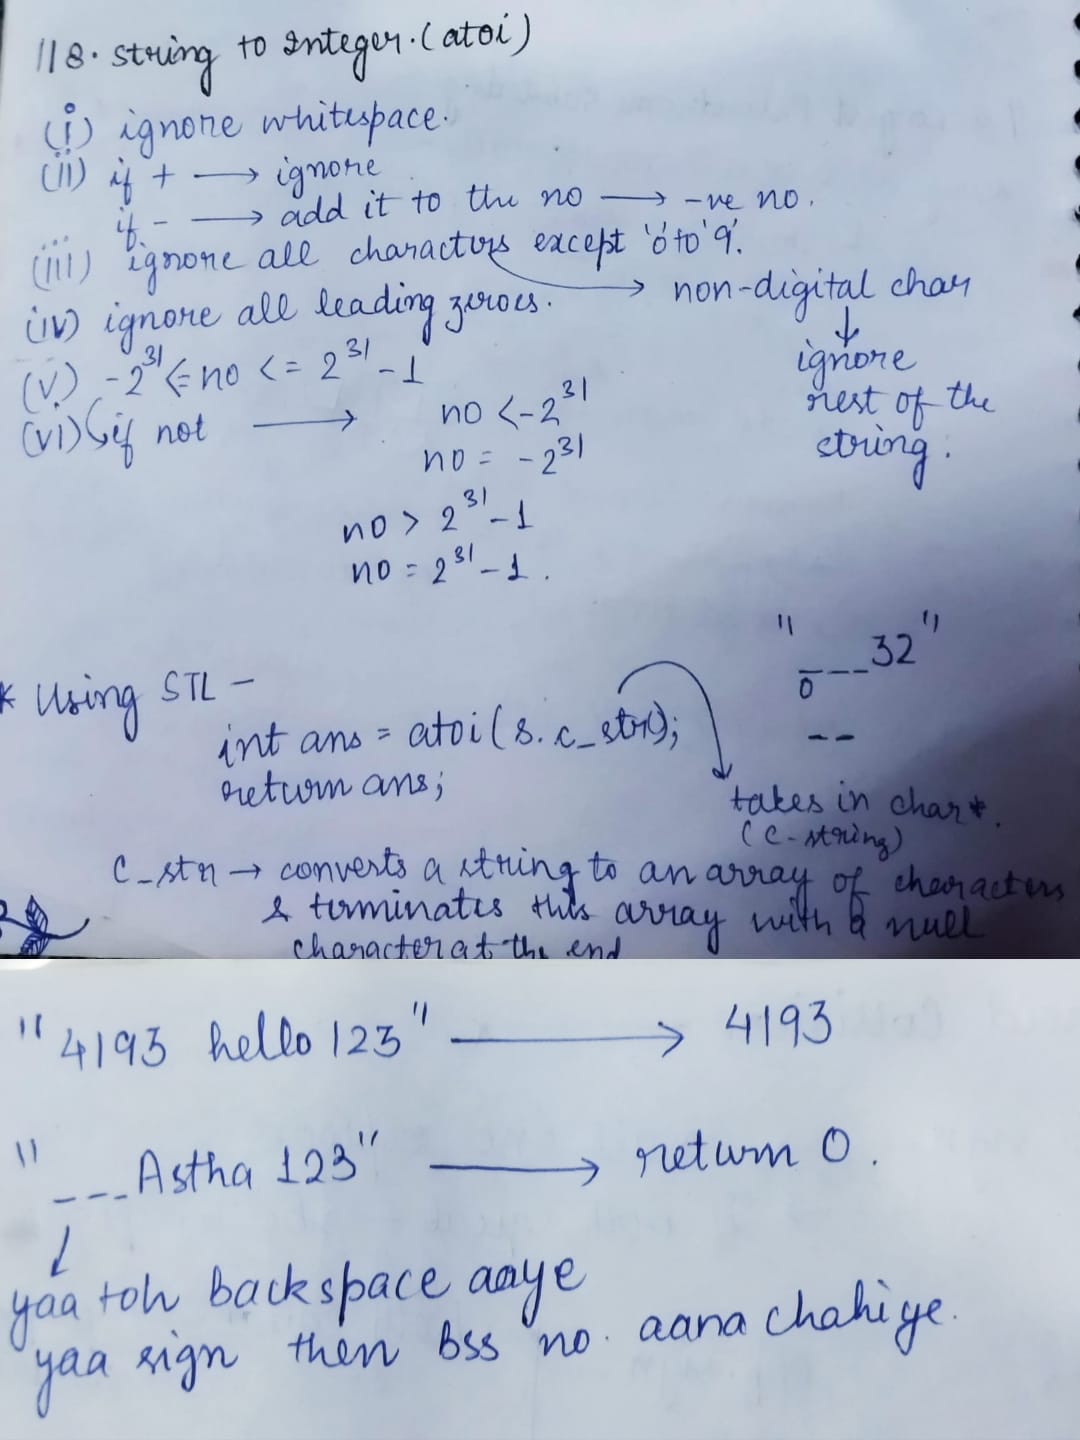 118. string to Integer. (atoi)
(i) ignore whitespace.
(ii) if + → ignore
if - → add it to the no → -ve no.
(iii) ignore all characters except '0' to '9'.
→ non-digital char
↓
ignore
rest of the
string.
(iv) ignore all leading zeroes.
(v) -2^31 <= no <= 2^31 - 1
(vi) ↳ if not → no < -2^31
no = -2^31
no > 2^31 - 1
no = 2^31 - 1.
" _ _ _ _ 32"
0
- -
* Using STL -
int ans = atoi(s.c_str();
return ans;
takes in char*.
(C-string)
C_str → converts a string to an array of characters
& terminates this array with a null
character at the end
"4193 hello 123" → 4193
" _ _ _ Astha 123" → return 0.
↓
yaa toh backspace aaye
yaa sign then bss no. aana chahiye.